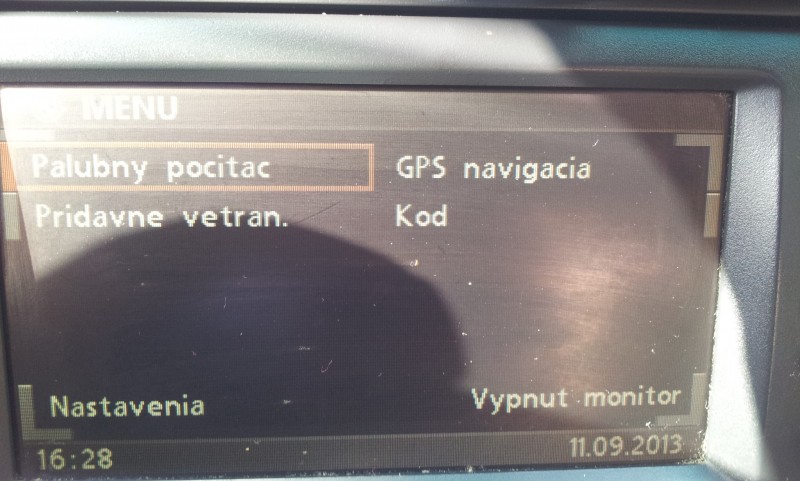 MENU
Palubny pocitac
GPS navigacia
Pridavne vetran.
Kod
Nastavenia
Vypnut monitor
16:28
11.09.2013